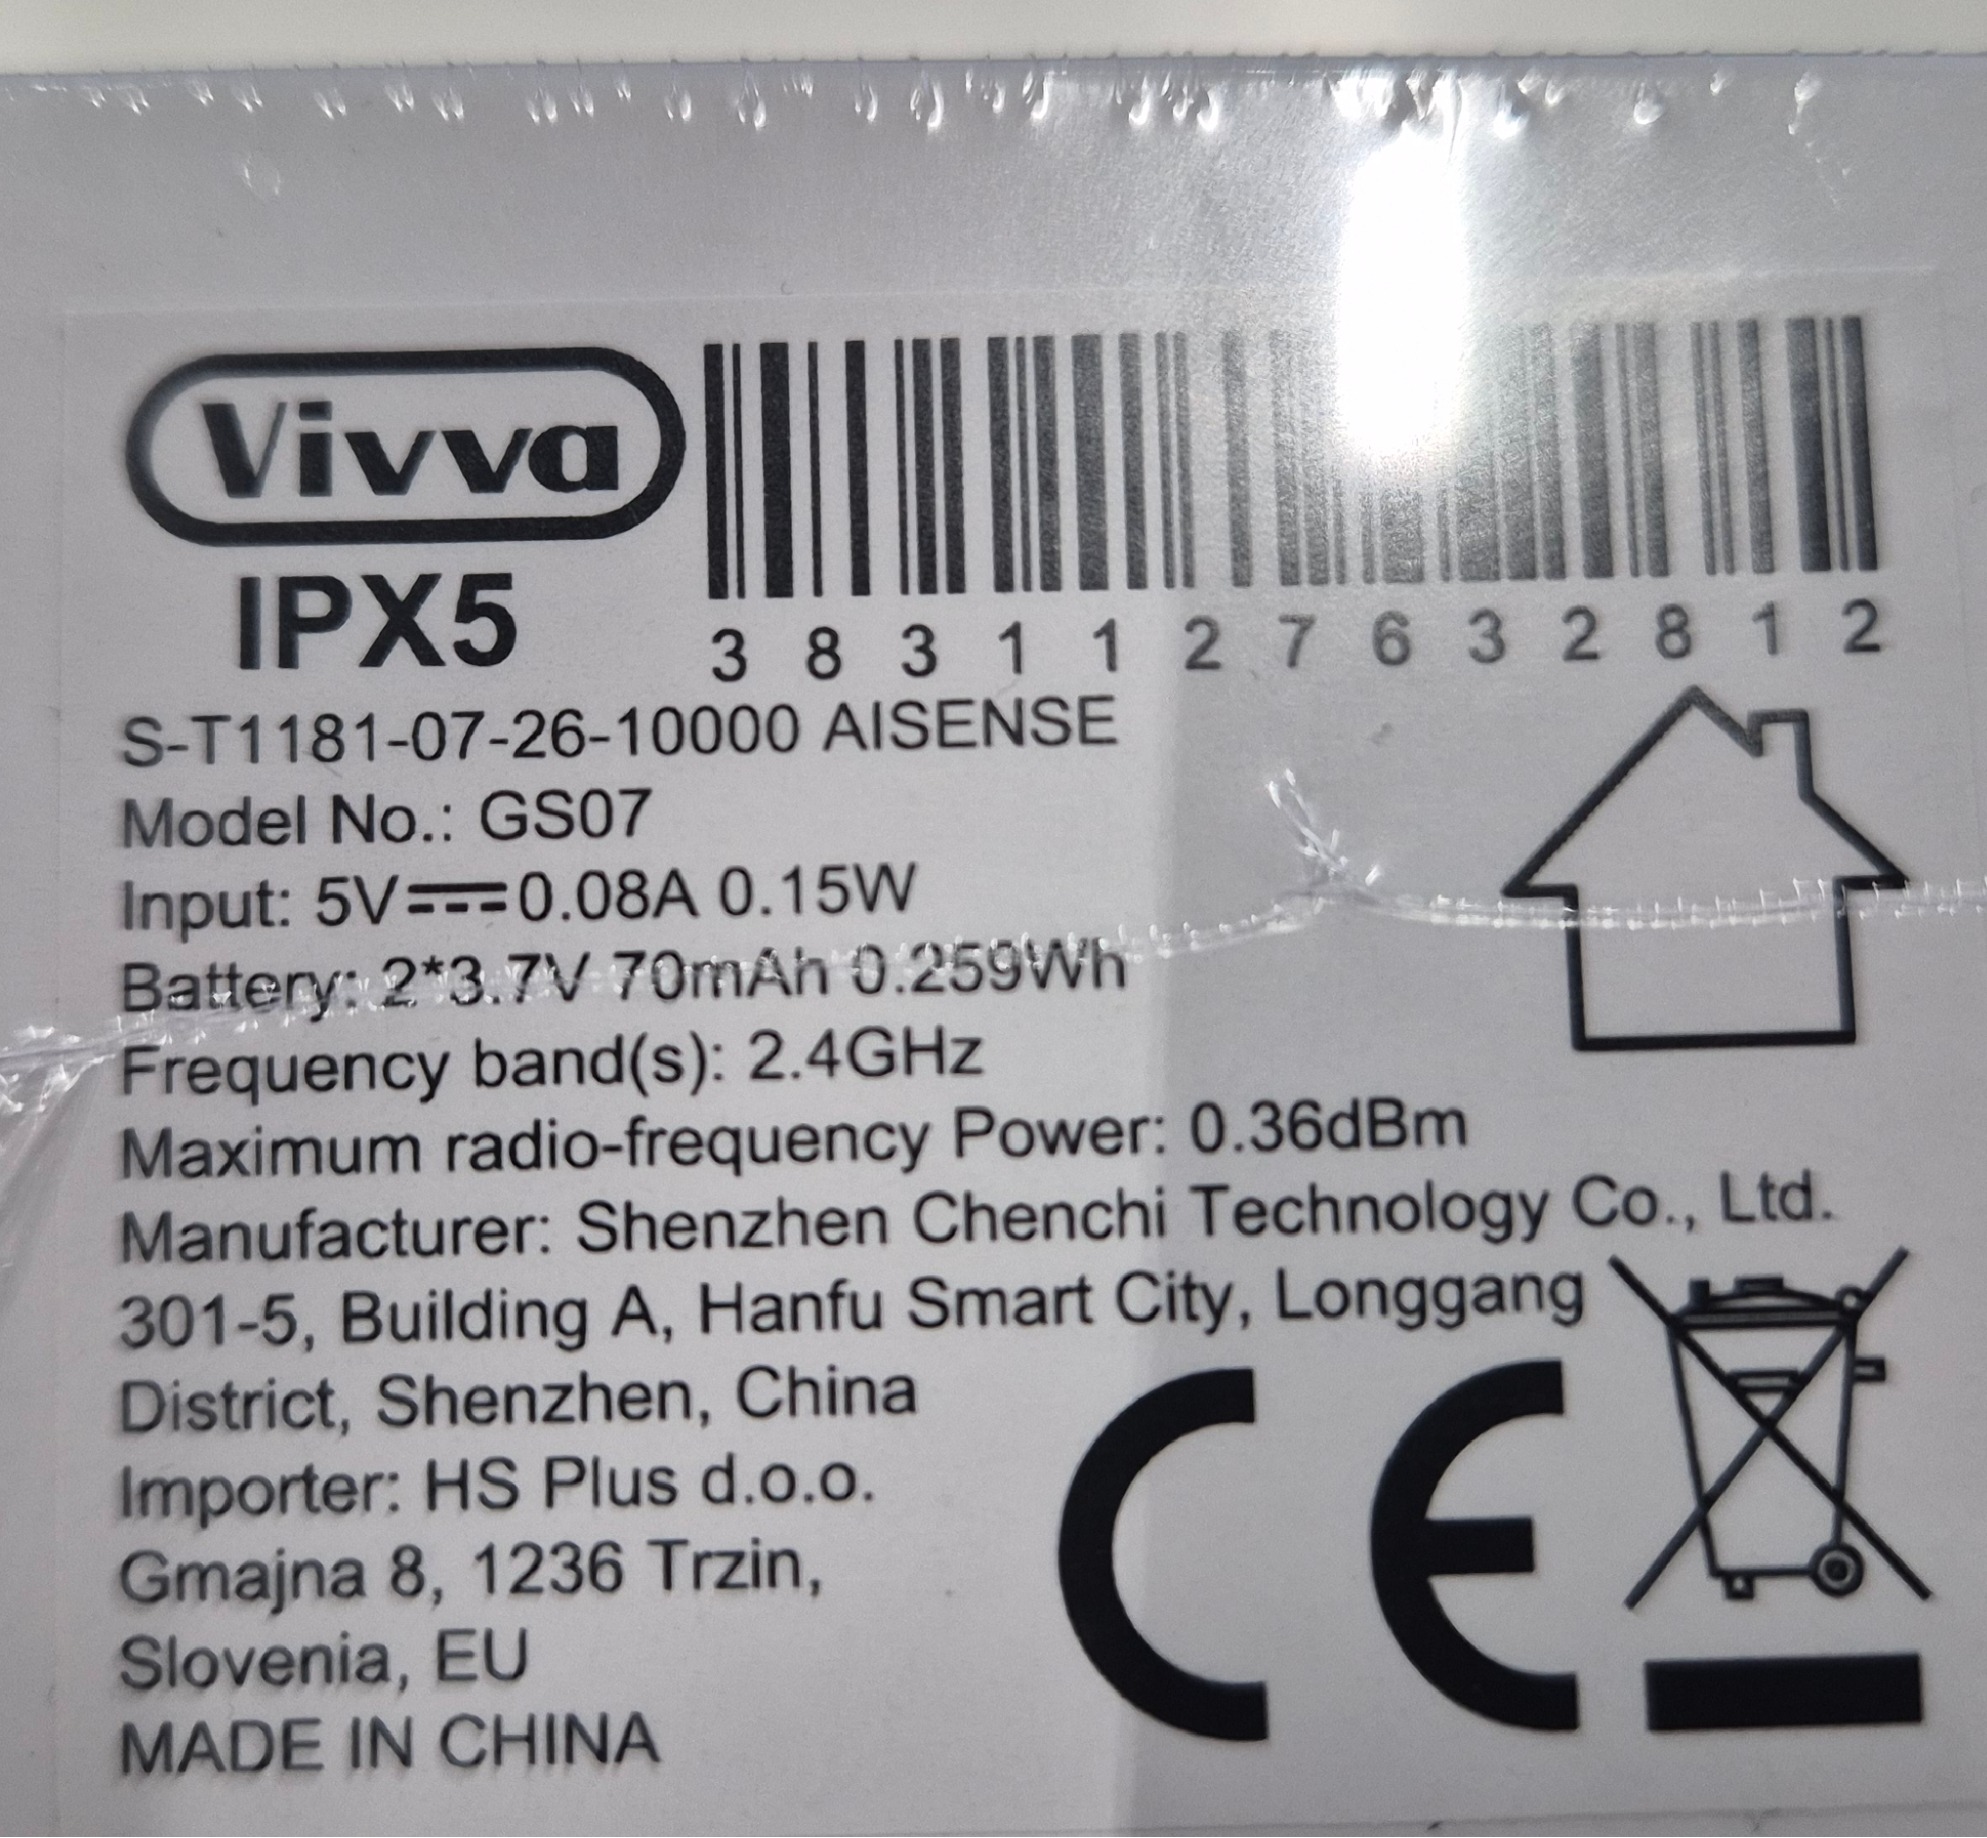 Vivva
IPX5
3 8 3 1 1 2 7 6 3 2 8 1 2
S-T1181-07-26-10000 AISENSE
Model No.: GS07
Input: 5V⎓0.08A 0.15W
Battery: 2*3.7V 70mAh 0.259Wh
Frequency band(s): 2.4GHz
Maximum radio-frequency Power: 0.36dBm
Manufacturer: Shenzhen Chenchi Technology Co., Ltd.
301-5, Building A, Hanfu Smart City, Longgang
District, Shenzhen, China
Importer: HS Plus d.o.o.
Gmajna 8, 1236 Trzin,
Slovenia, EU
MADE IN CHINA
CE